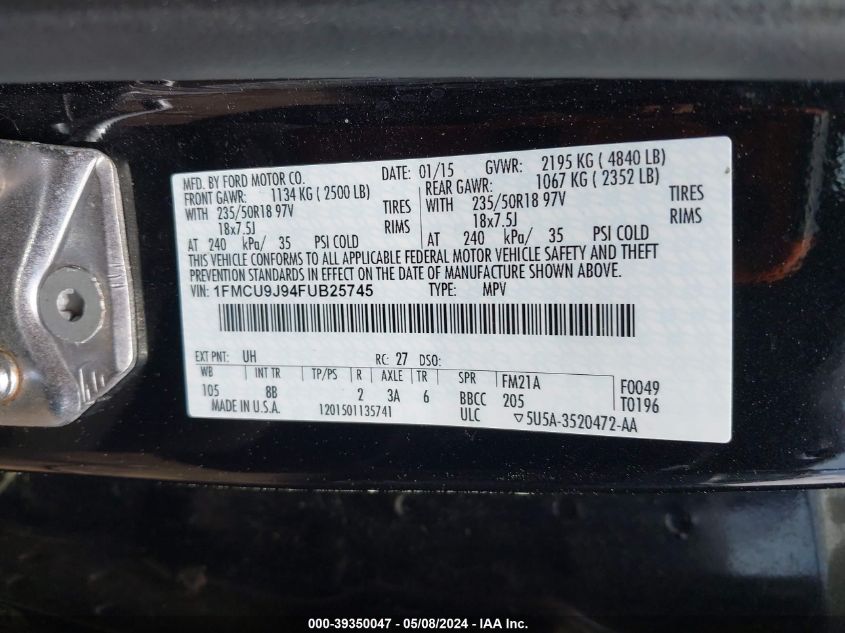 MFD. BY FORD MOTOR CO. DATE: 01/15 GVWR: 2195 KG ( 4840 LB)
FRONT GAWR: 1134 KG ( 2500 LB) REAR GAWR: 1067 KG ( 2352 LB)
WITH 235/50R18 97V TIRES WITH 235/50R18 97V TIRES
18x7.5J RIMS 18x7.5J RIMS
AT 240 kPa/ 35 PSI COLD AT 240 kPa/ 35 PSI COLD
THIS VEHICLE CONFORMS TO ALL APPLICABLE FEDERAL MOTOR VEHICLE SAFETY AND THEFT
PREVENTION STANDARDS IN EFFECT ON THE DATE OF MANUFACTURE SHOWN ABOVE.
VIN: 1FMCU9J94FUB25745 TYPE: MPV
EXT PNT: UH RC: 27 DSO:
WB INT TR TP/PS R AXLE TR SPR FM21A F0049
105 8B 2 3A 6 BBCC 205 T0196
MADE IN U.S.A. 1201501135741 ULC ▽5U5A-3520472-AA
000-39350047 - 05/08/2024 - IAA Inc.